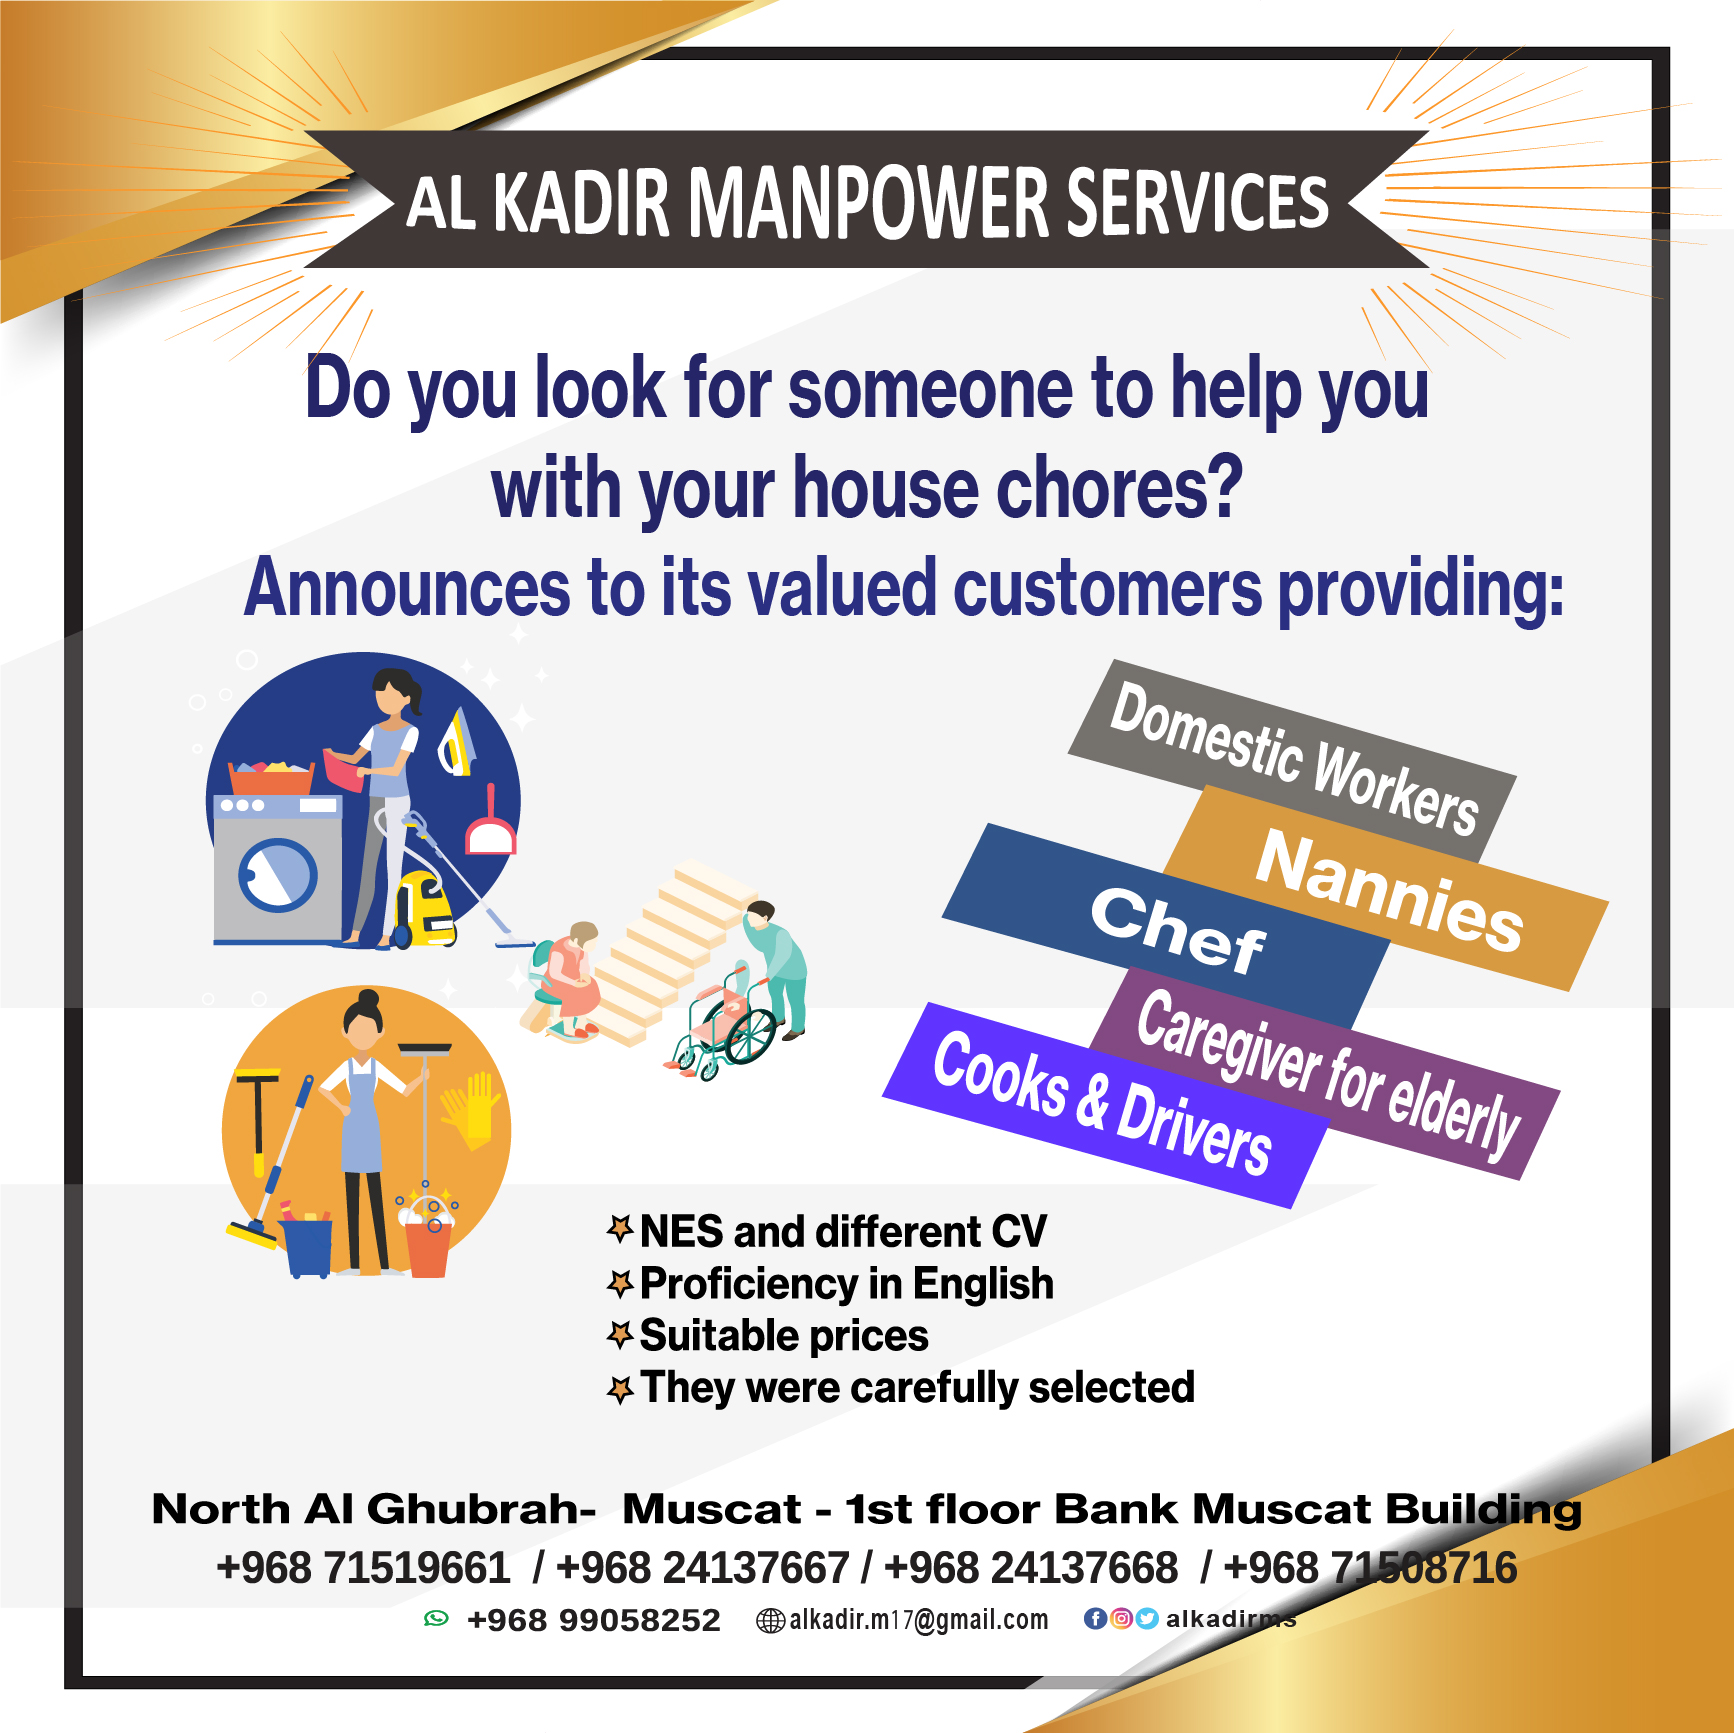 AL KADIR MANPOWER SERVICES
Do you look for someone to help you
with your house chores?
Announces to its valued customers providing:
Domestic Workers
Nannies
Chef
Caregiver for elderly
Cooks & Drivers
NES and different CV
Proficiency in English
Suitable prices
They were carefully selected
North Al Ghubrah-  Muscat - 1st floor Bank Muscat Building
+968 71519661 / +968 24137667 / +968 24137668 / +968 71508716
+968 99058252 alkadir.m17@gmail.com alkadirms